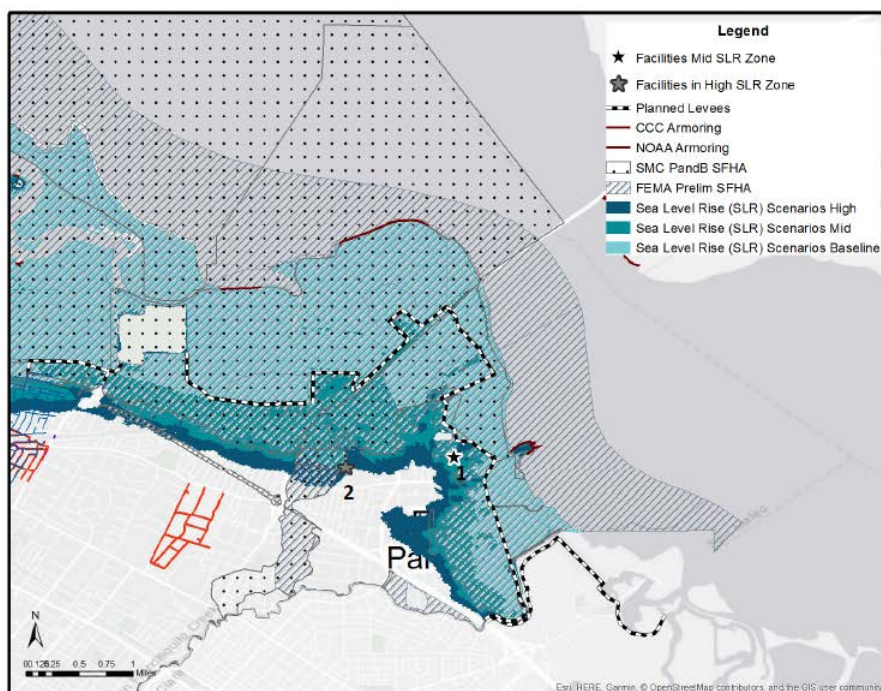 Legend
Facilities Mid SLR Zone
Facilities in High SLR Zone
Planned Levees
CCC Armoring
NOAA Armoring
SMC PandB SFHA
FEMA Prelim SFHA
Sea Level Rise (SLR) Scenarios High
Sea Level Rise (SLR) Scenarios Mid
Sea Level Rise (SLR) Scenarios Baseline
1
2
Pa
N
0 0.125 0.25 0.5 0.75 1
Miles
Esri, HERE, Garmin, © OpenStreetMap contributors, and the GIS user community